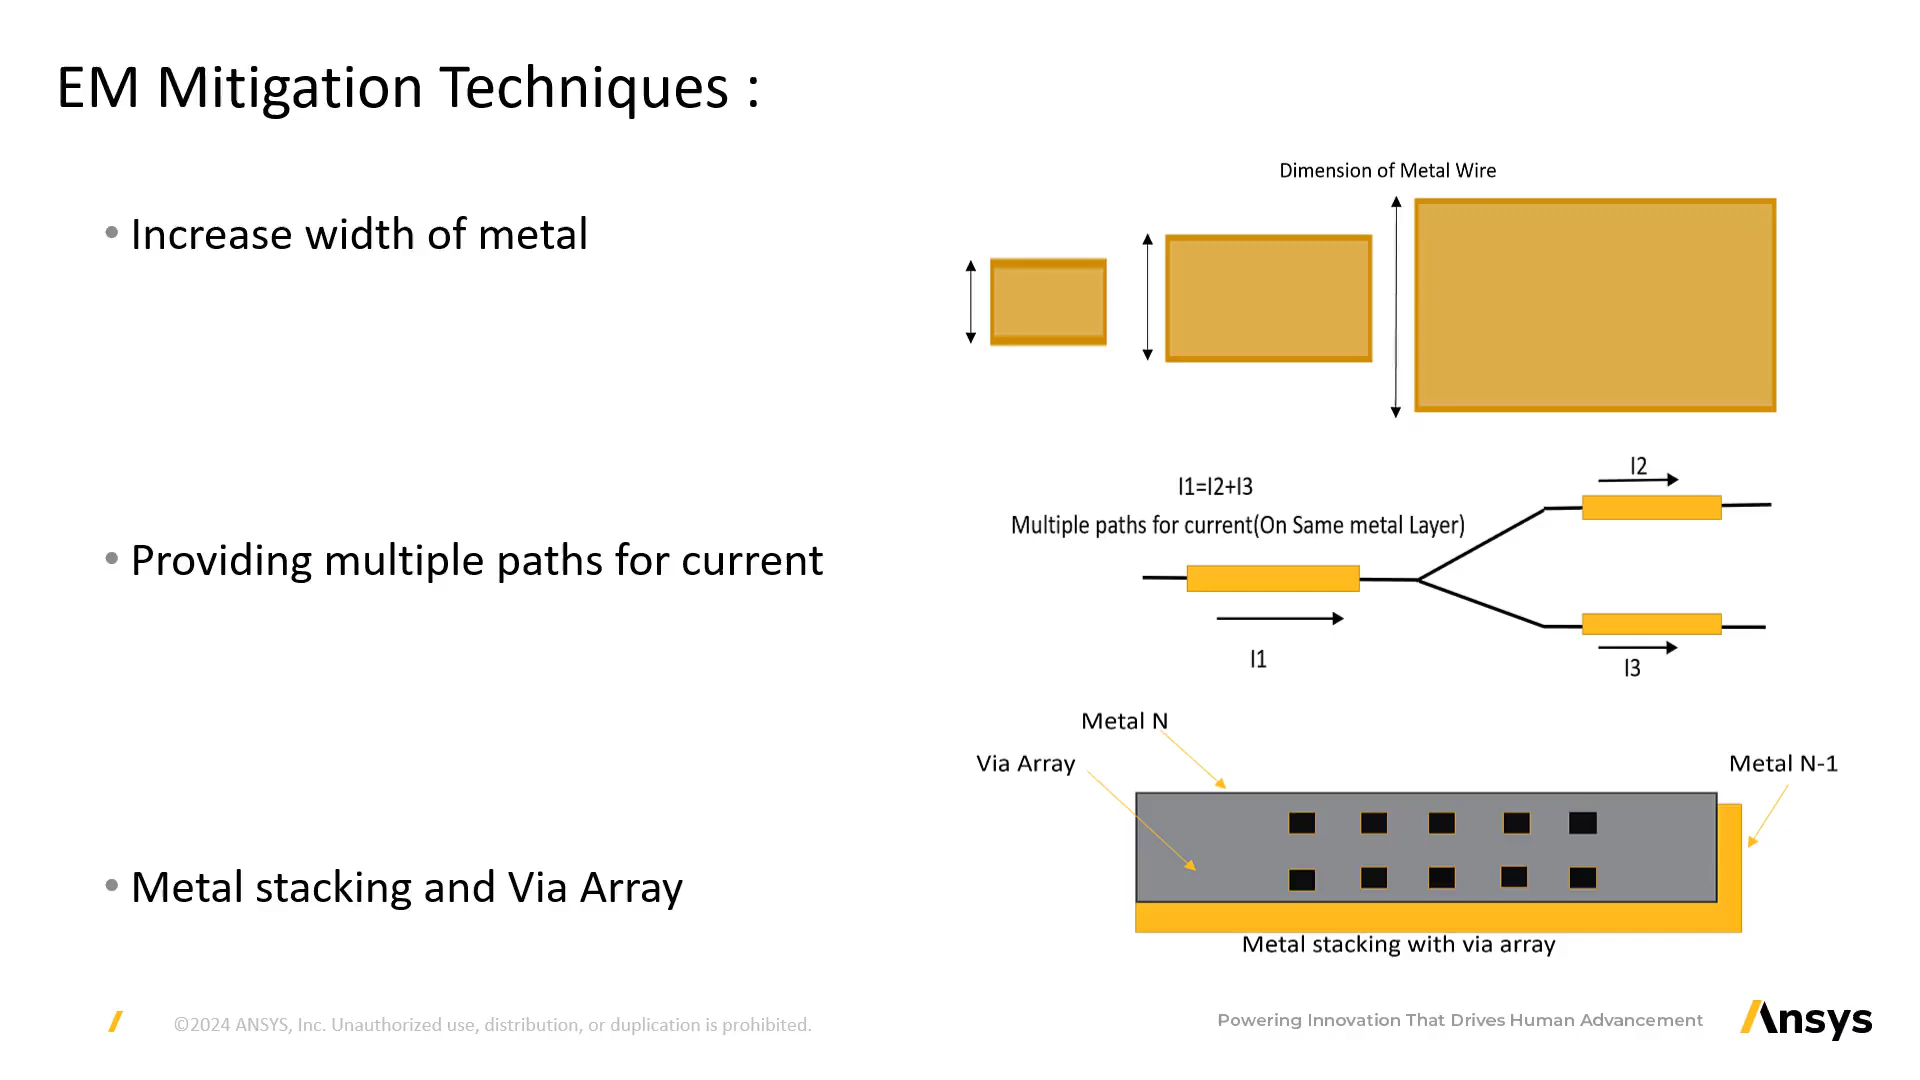 EM Mitigation Techniques :
• Increase width of metal
Dimension of Metal Wire
• Providing multiple paths for current
I1=I2+I3
Multiple paths for current(On Same metal Layer)
I1
I2
I3
• Metal stacking and Via Array
Metal N
Via Array
Metal N-1
Metal stacking with via array
©2024 ANSYS, Inc. Unauthorized use, distribution, or duplication is prohibited.
Powering Innovation That Drives Human Advancement
Ansys